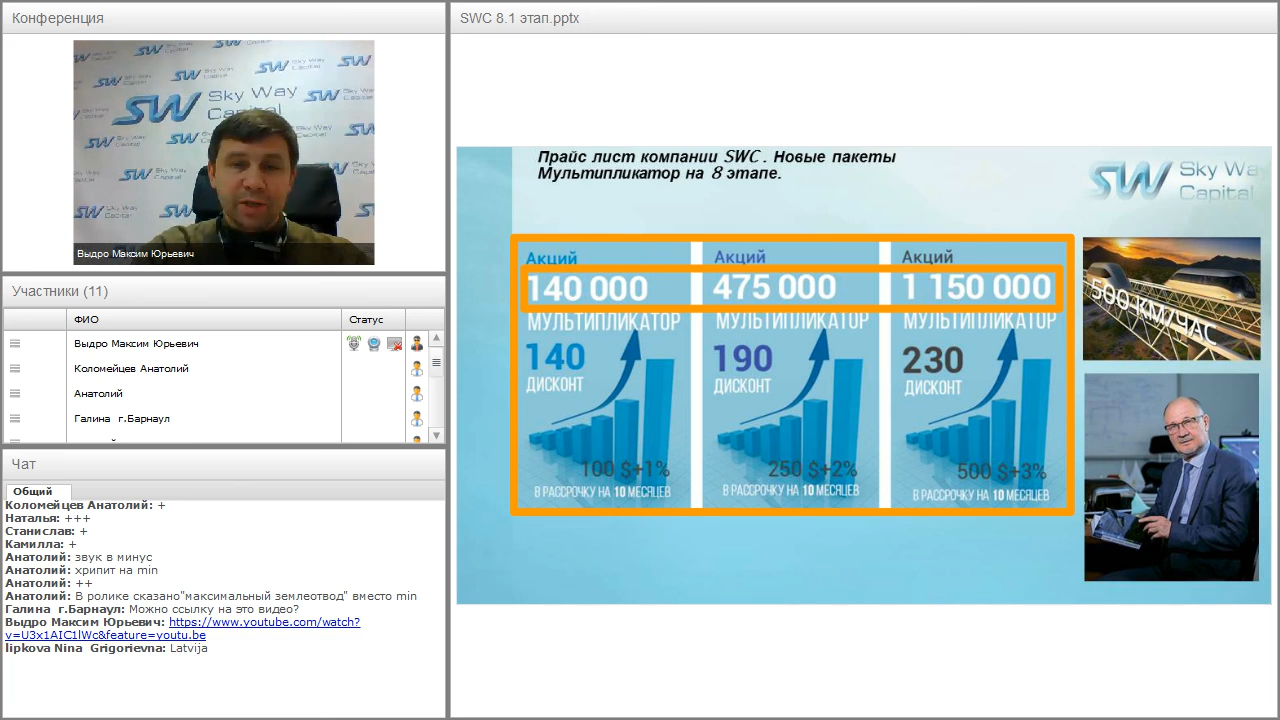 Конференция
SW Sky Way
Capital
Выдро Максим Юрьевич
Участники (11)
ФИО
Статус
Выдро Максим Юрьевич
Коломейцев Анатолий
Анатолий
Галина г.Барнаул
Чат
Общий
Коломейцев Анатолий: +
Наталья: +++
Станислав: +
Камилла: +
Анатолий: звук в минус
Анатолий: хрипит на min
Анатолий: ++
Анатолий: В ролике сказано"максимальный землеотвод" вместо min
Галина г.Барнаул: Можно ссылку на это видео?
Выдро Максим Юрьевич: https://www.youtube.com/watch?
v=U3x1AIC1lWc&feature=youtu.be
lipkova Nina Grigorievna: Latvija
SWC 8.1 этап.pptx
Прайс лист компании SWC. Новые пакеты
Мультипликатор на 8 этапе.
SW Sky Wa
Capital
Акций
140 000
МУЛЬТИПЛИКАТОР
140
ДИСКОНТ
100 $+1%
В РАССРОЧКУ НА 10 МЕСЯЦЕВ
Акций
475 000
МУЛЬТИПЛИКАТОР
190
ДИСКОНТ
250 $+2%
В РАССРОЧКУ НА 10 МЕСЯЦЕВ
Акций
1 150 000
МУЛЬТИПЛИКАТОР
230
ДИСКОНТ
500 $+3%
В РАССРОЧКУ НА 10 МЕСЯЦЕВ
500 КМ/ЧАС